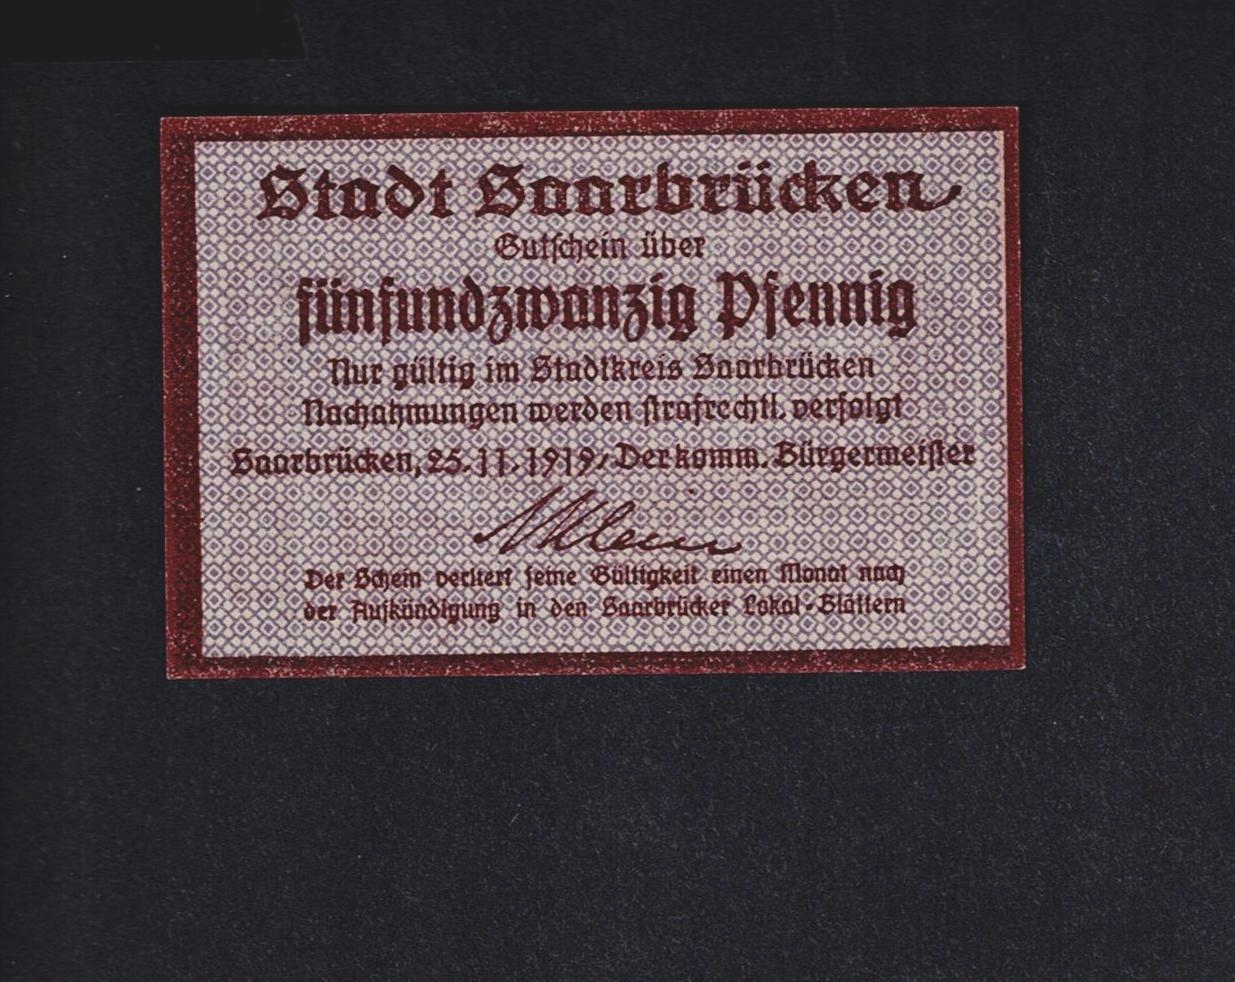 Stadt Saarbrücken
Gutschein über
fünfundzwanzig Pfennig
Nur gültig im Stadtkreis Saarbrücken
Nachahmungen werden strafrechtl. verfolgt
Saarbrücken, 25.11.1919, Der komm. Bürgermeister
Der Schein verliert seine Gültigkeit einen Monat nach
der Aufkündigung in den Saarbrücker Lokal-Blättern